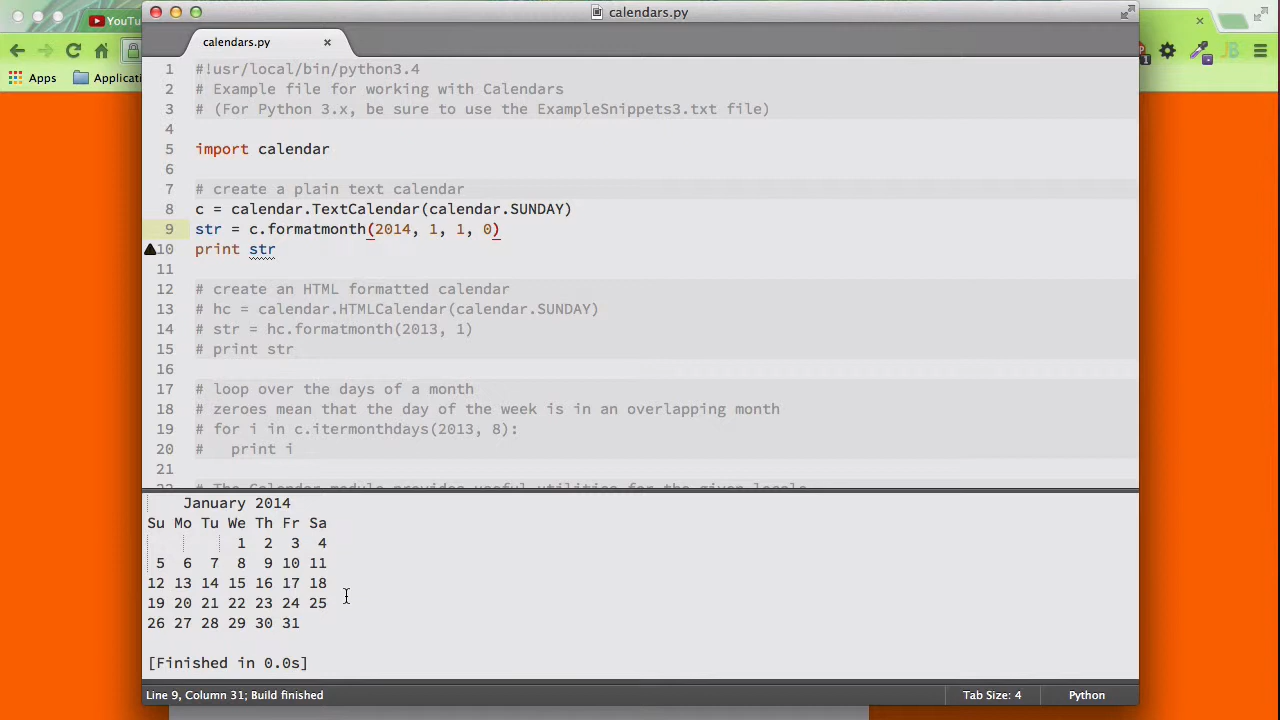 calendars.py
YouTu
Apps
Applicati
calendars.py
1 #!usr/local/bin/python3.4
2 # Example file for working with Calendars
3 # (For Python 3.x, be sure to use the ExampleSnippets3.txt file)
4
5 import calendar
6
7 # create a plain text calendar
8 c = calendar.TextCalendar(calendar.SUNDAY)
9 str = c.formatmonth(2014, 1, 1, 0)
10 print str
11
12 # create an HTML formatted calendar
13 # hc = calendar.HTMLCalendar(calendar.SUNDAY)
14 # str = hc.formatmonth(2013, 1)
15 # print str
16
17 # loop over the days of a month
18 # zeroes mean that the day of the week is in an overlapping month
19 # for i in c.itermonthdays(2013, 8):
20 #   print i
21
22 # The Calendar module provides useful utilities for the given locale
January 2014
Su Mo Tu We Th Fr Sa
1 2 3 4
5 6 7 8 9 10 11
12 13 14 15 16 17 18
19 20 21 22 23 24 25
26 27 28 29 30 31
[Finished in 0.0s]
Line 9, Column 31; Build finished
Tab Size: 4
Python